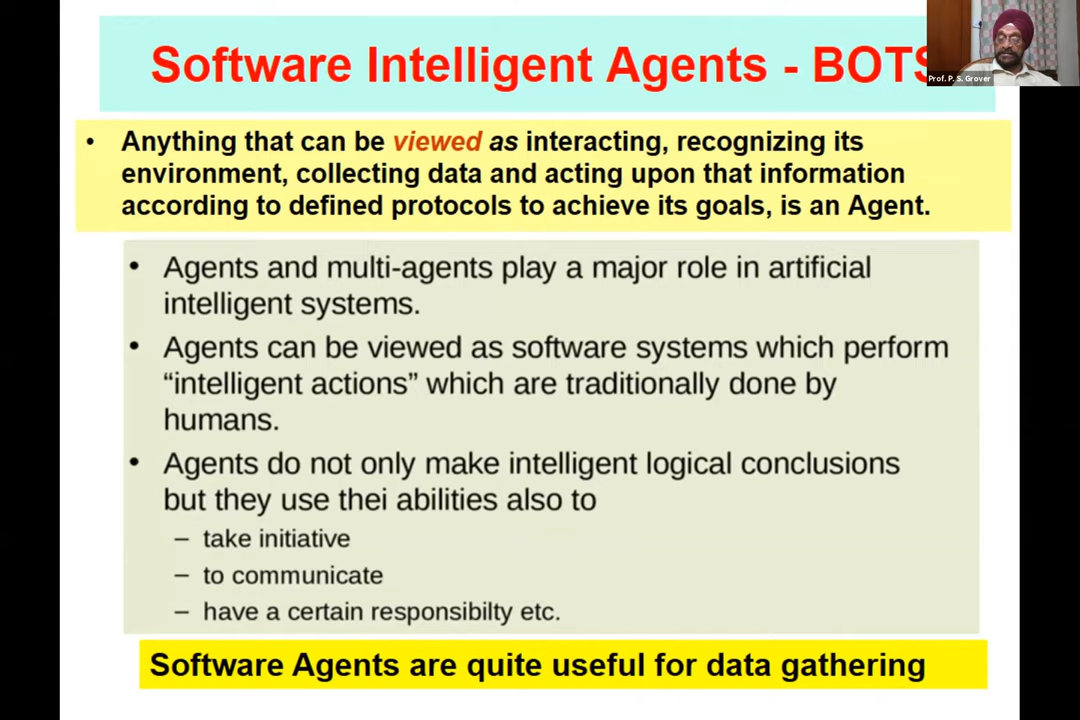 Software Intelligent Agents - BOTS
Prof. P. S. Grover
• Anything that can be viewed as interacting, recognizing its
environment, collecting data and acting upon that information
according to defined protocols to achieve its goals, is an Agent.
• Agents and multi-agents play a major role in artificial
intelligent systems.
• Agents can be viewed as software systems which perform
“intelligent actions” which are traditionally done by
humans.
• Agents do not only make intelligent logical conclusions
but they use thei abilities also to
– take initiative
– to communicate
– have a certain responsibilty etc.
Software Agents are quite useful for data gathering